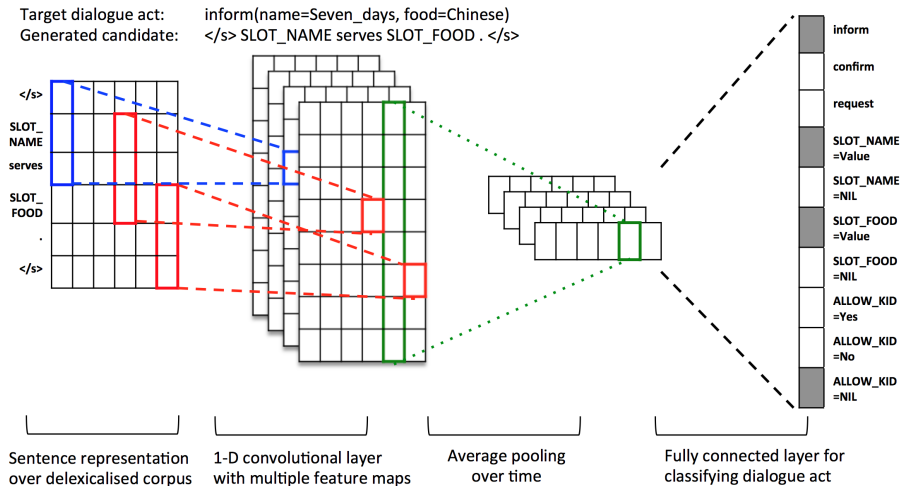 Target dialogue act: inform(name=Seven_days, food=Chinese)
Generated candidate: </s> SLOT_NAME serves SLOT_FOOD . </s>
</s>
SLOT_
NAME
serves
SLOT_
FOOD
.
</s>
inform
confirm
request
SLOT_NAME
=Value
SLOT_NAME
=NIL
SLOT_FOOD
=Value
SLOT_FOOD
=NIL
ALLOW_KID
=Yes
ALLOW_KID
=No
ALLOW_KID
=NIL
Sentence representation
over delexicalised corpus
1-D convolutional layer
with multiple feature maps
Average pooling
over time
Fully connected layer for
classifying dialogue act